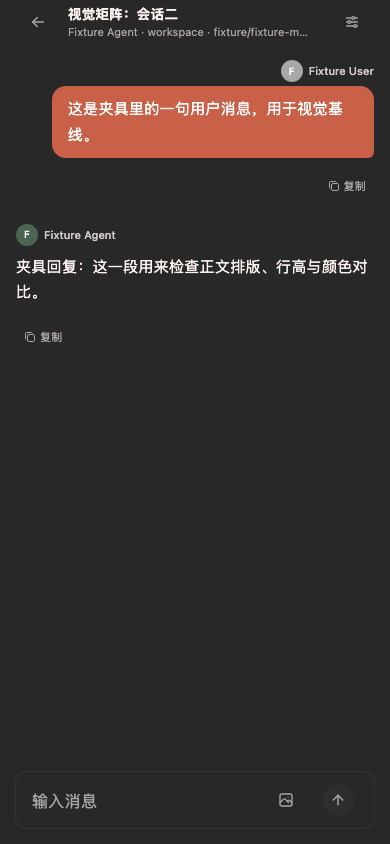 视觉矩阵：会话二
Fixture Agent · workspace · fixture/fixture-m...
F Fixture User
这是夹具里的一句用户消息，用于视觉基
线。
复制
F Fixture Agent
夹具回复：这一段用来检查正文排版、行高与颜色对
比。
复制
输入消息